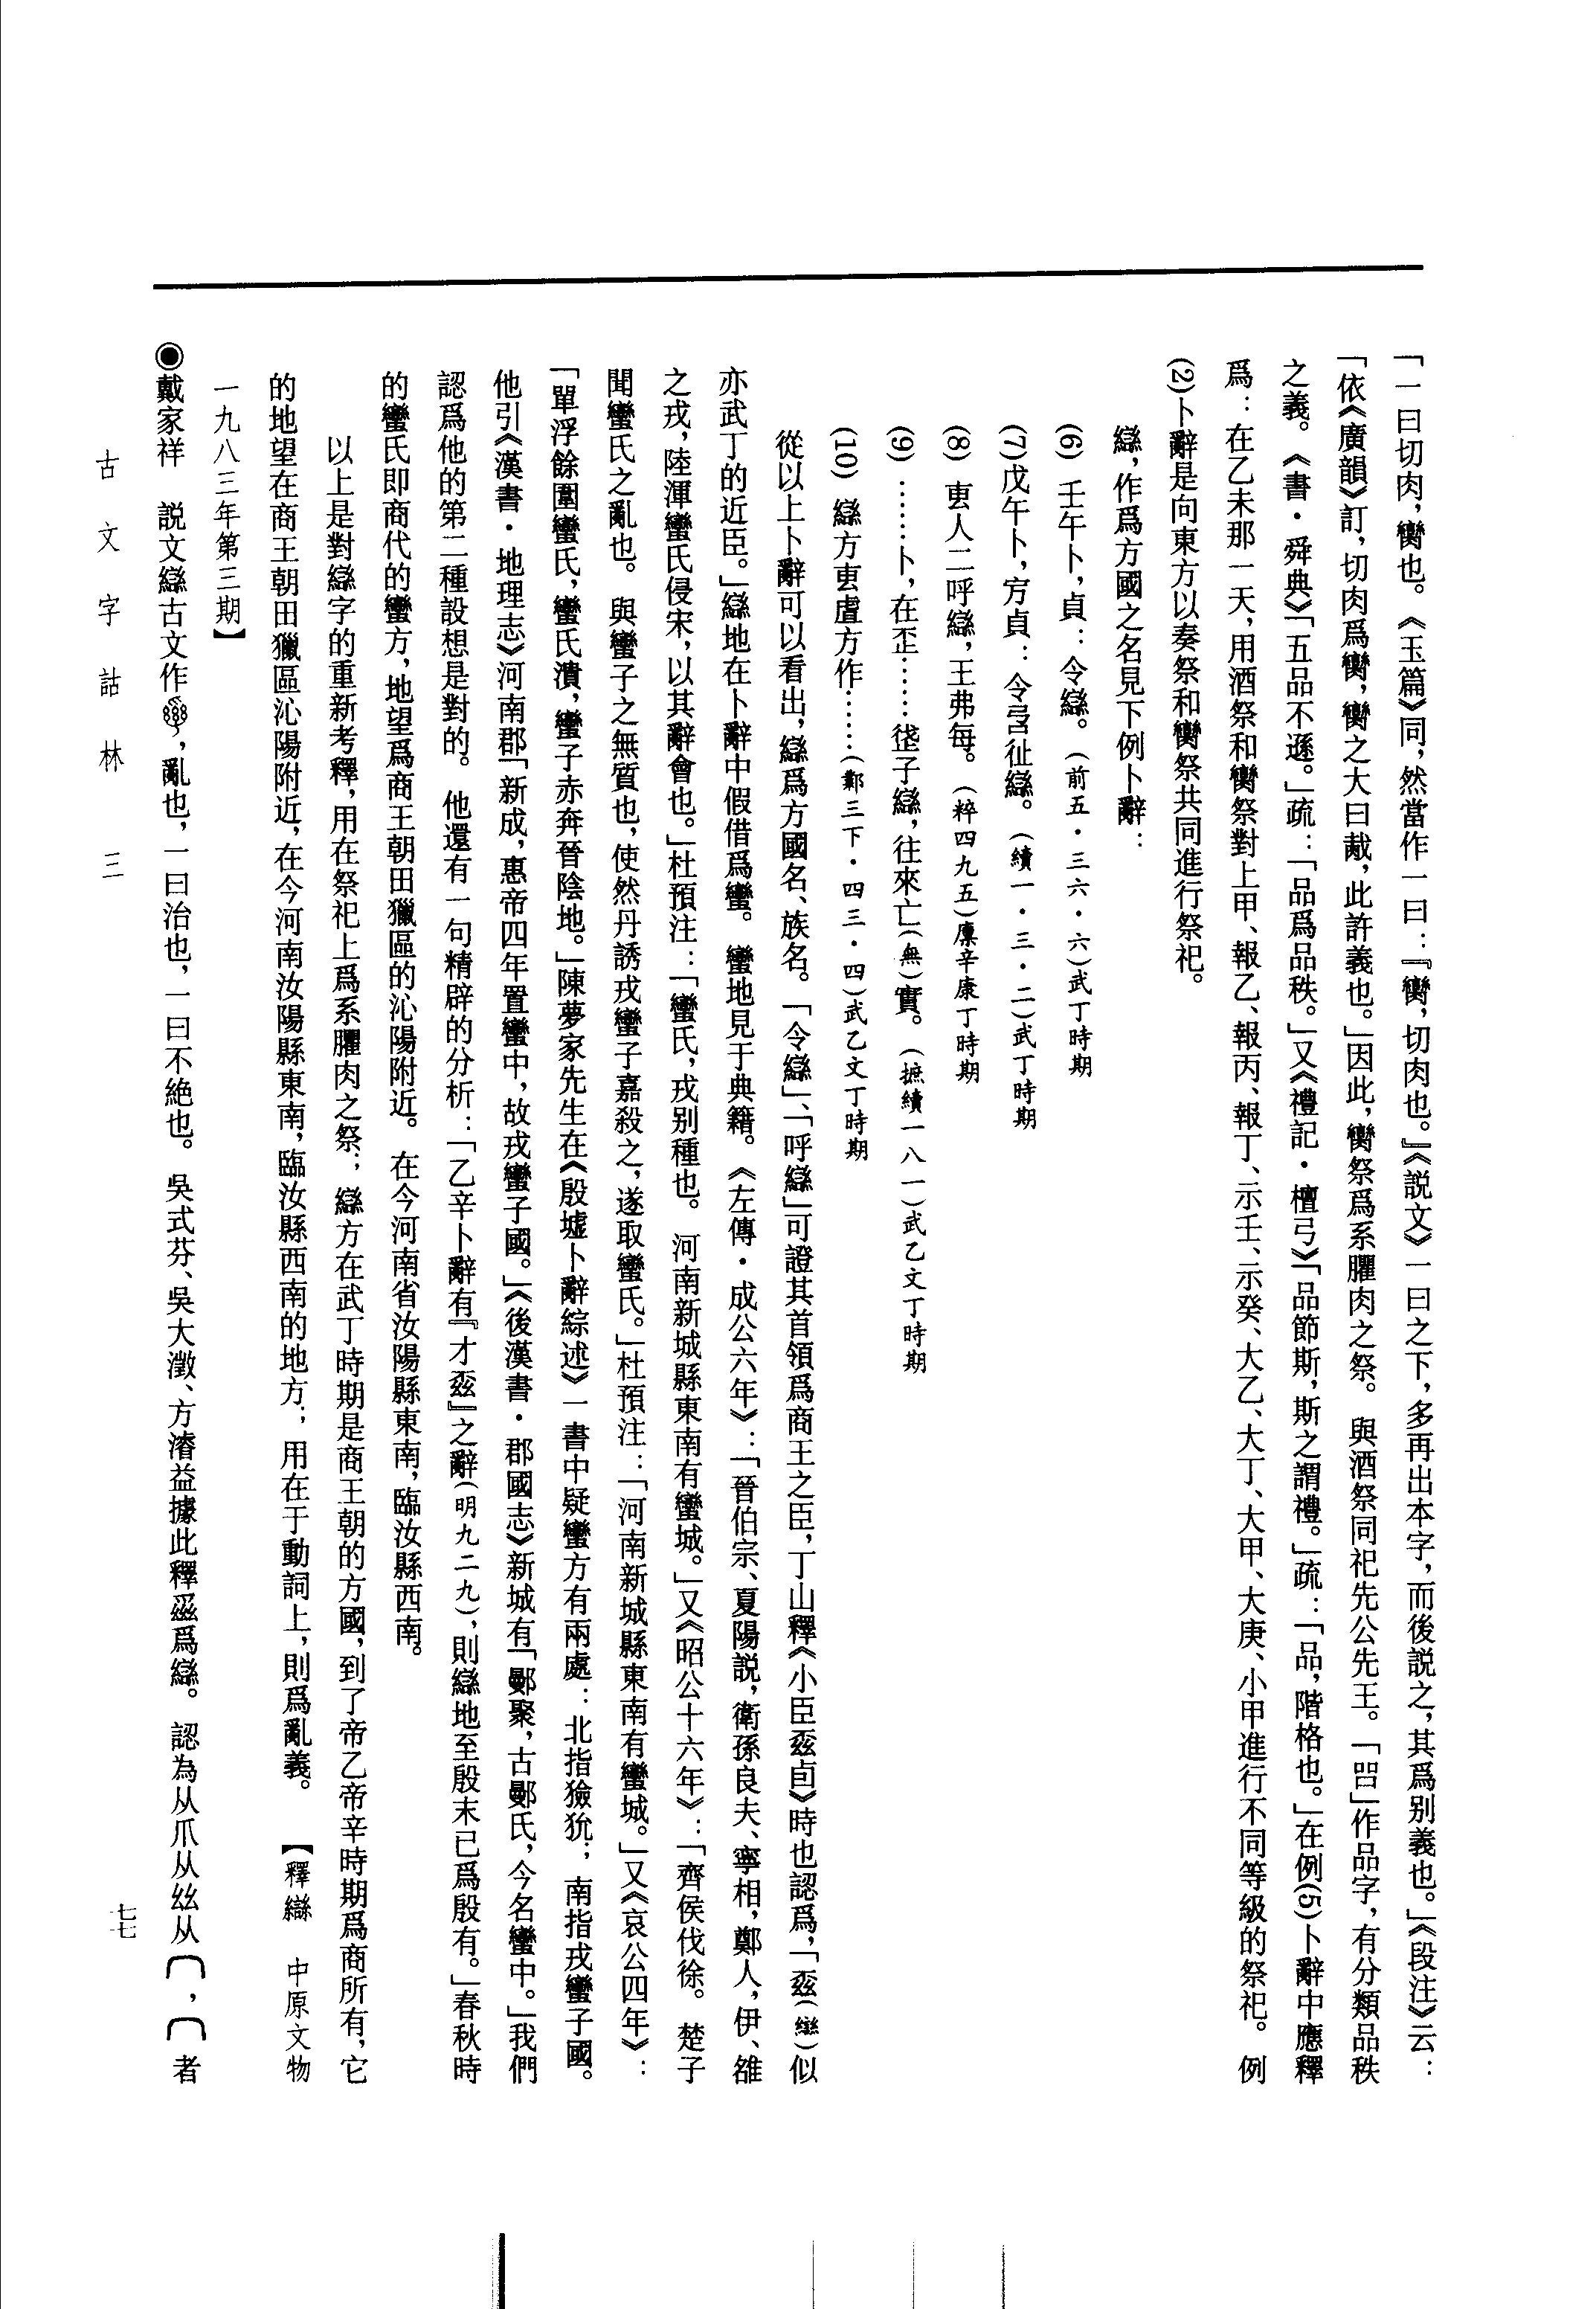 「一曰切肉,臠也。《玉篇》同,然當作一曰:『臠,切肉也。』《説文》一曰之下,多再出本字,而後説之,其爲別義也。」《段注》云:
「依《廣韻》訂,切肉爲臠,臠之大曰胾,此許義也。」因此,臠祭爲系臞肉之祭。與酒祭同祀先公先王。「㗊」作品字,有分類品秩
之義。《書·舜典》「五品不遜。」疏:「品爲品秩。」又《禮記·檀弓》「品節斯,斯之謂禮。」疏:「品,階格也。」在例(5)卜辭中應釋
爲:在乙未那一天,用酒祭和臠祭對上甲、報乙、報丙、報丁、示壬、示癸、大乙、大丁、大甲、大庚、小甲進行不同等級的祭祀。例
(2)卜辭是向東方以奏祭和臠祭共同進行祭祀。
䜌,作爲方國之名見下例卜辭:
(6) 壬午卜,貞:令䜌。(前五·三六·六)武丁時期
(7)戊午卜,㱿貞:令𢎥㢟䜌。(續一·三·二)武丁時期
(8) 叀人二呼䜌,王弗每。(粹四九五)廩辛康丁時期
(9) ……卜,在㔻……𢓊子䜌,往來亡(無)實。(摭續一八一)武乙文丁時期
(10) 䜌方叀虘方作……(鄴三下·四三·四)武乙文丁時期
從以上卜辭可以看出,䜌爲方國名、族名。「令䜌」、「呼䜌」可證其首領爲商王之臣,丁山釋《小臣𢆶卣》時也認爲,「𢆶(䜌)似
亦武丁的近臣。」䜌地在卜辭中假借爲蠻。蠻地見于典籍。《左傳·成公六年》:「晉伯宗、夏陽説,衛孫良夫、寧相,鄭人,伊、雒
之戎,陸渾蠻氏侵宋,以其辭會也。」杜預注:「蠻氏,戎別種也。河南新城縣東南有蠻城。」又《昭公十六年》:「齊侯伐徐。楚子
聞蠻氏之亂也。與蠻子之無質也,使然丹誘戎蠻子嘉殺之,遂取蠻氏。」杜預注:「河南新城縣東南有蠻城。」又《哀公四年》:
「單浮餘圍蠻氏,蠻氏潰,蠻子赤奔晉陰地。」陳夢家先生在《殷墟卜辭綜述》一書中疑蠻方有兩處:北指獫狁;南指戎蠻子國。
他引《漢書·地理志》河南郡「新成,惠帝四年置蠻中,故戎蠻子國。」《後漢書·郡國志》新城有「鄤聚,古鄤氏,今名蠻中。」我們
認爲他的第二種設想是對的。他還有一句精辟的分析:「乙辛卜辭有『才𢆶』之辭(明九二九),則䜌地至殷末已爲殷有。」春秋時
的蠻氏即商代的蠻方,地望爲商王朝田獵區的沁陽附近。在今河南省汝陽縣東南,臨汝縣西南。
以上是對䜌字的重新考釋,用在祭祀上爲系臞肉之祭;䜌方在武丁時期是商王朝的方國,到了帝乙帝辛時期爲商所有,它
的地望在商王朝田獵區沁陽附近,在今河南汝陽縣東南,臨汝縣西南的地方;用在于動詞上,則爲亂義。【釋䜌 中原文物
一九八三年第三期】
◉戴家祥 説文䜌古文作,亂也,一曰治也,一曰不絶也。吳式芬、吳大澂、方濬益據此釋爲䜌。認為从爪从丝从⺆,⺆者
古文字詁林 三
七七